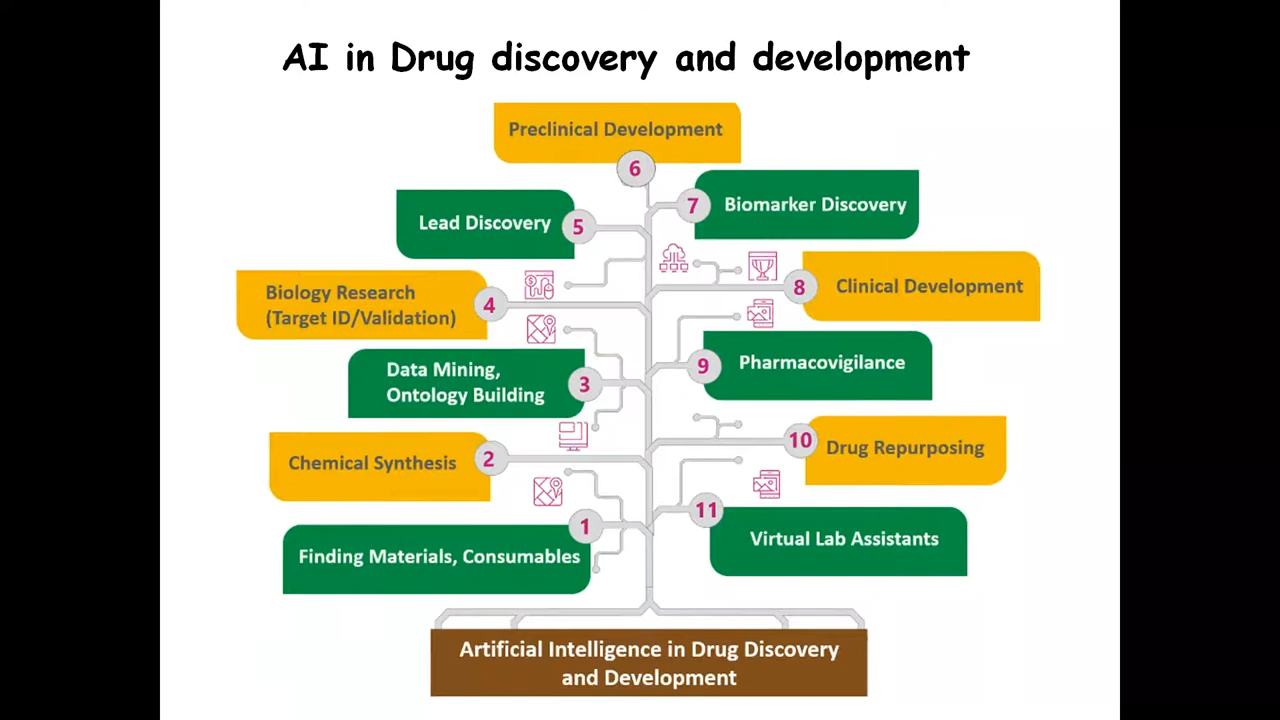 AI in Drug discovery and development
Preclinical Development
6
7
Biomarker Discovery
Lead Discovery
5
8
Clinical Development
Biology Research
(Target ID/Validation)
4
9
Pharmacovigilance
Data Mining,
Ontology Building
3
10
Drug Repurposing
Chemical Synthesis
2
11
Virtual Lab Assistants
1
Finding Materials, Consumables
Artificial Intelligence in Drug Discovery
and Development